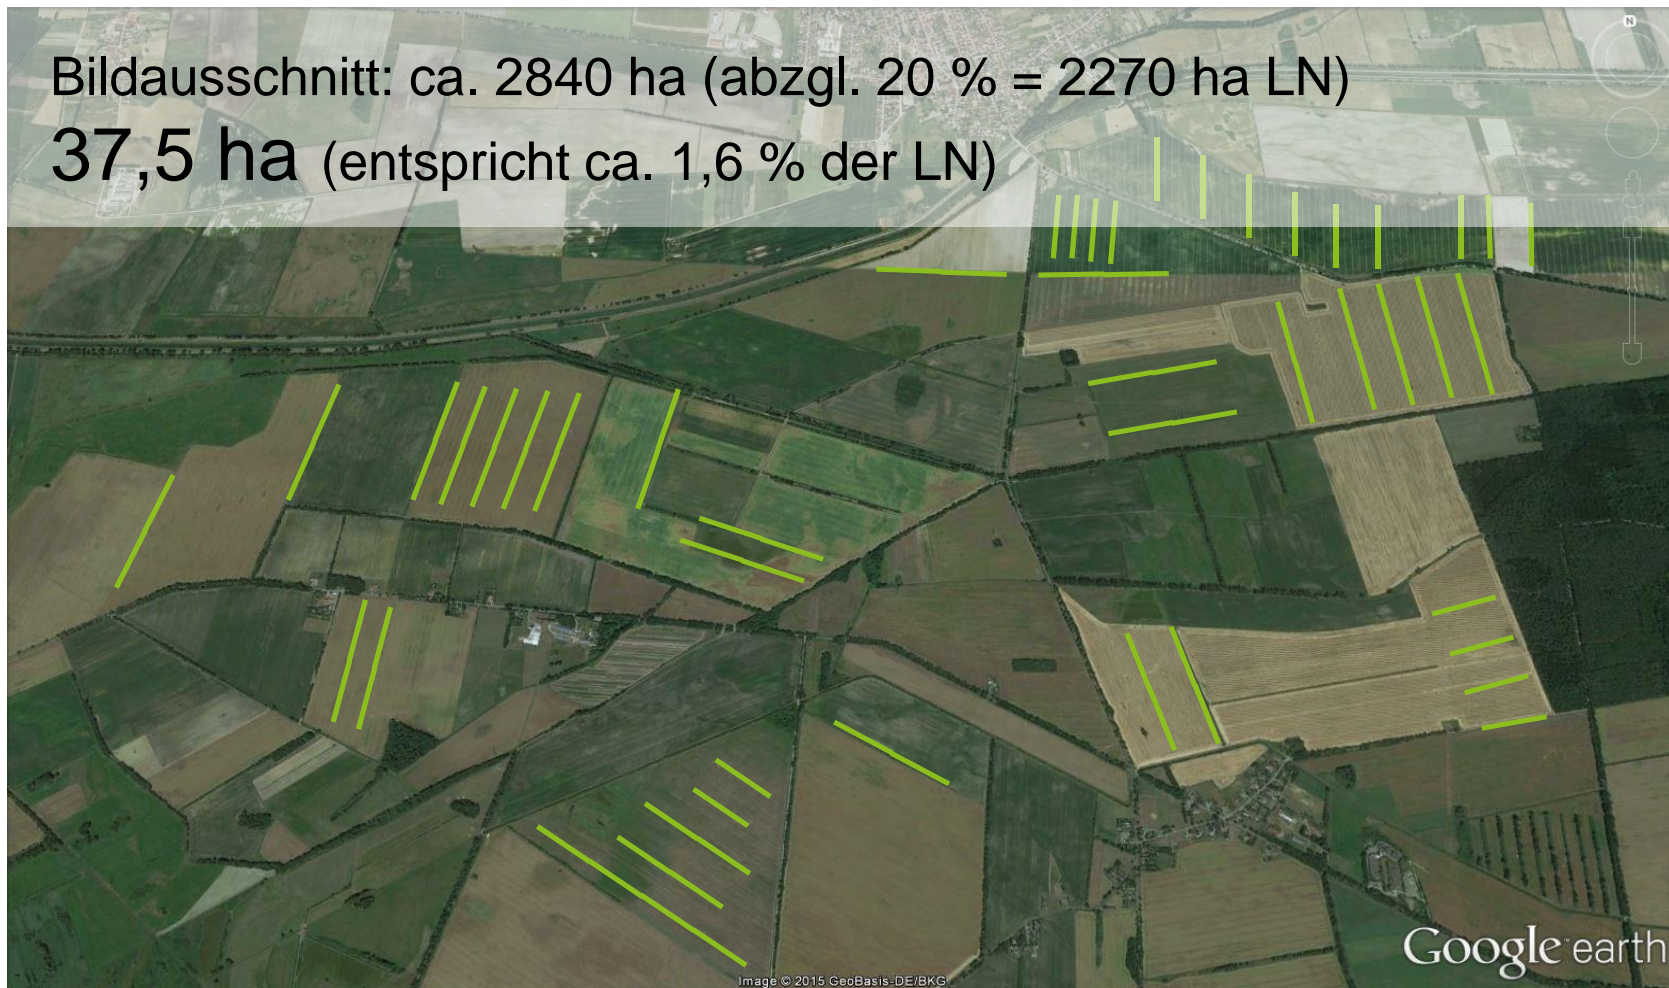 N
Bildausschnitt: ca. 2840 ha (abzgl. 20 % = 2270 ha LN)
37,5 ha (entspricht ca. 1,6 % der LN)
Google earth
Image © 2015 GeoBasis-DE/BKG